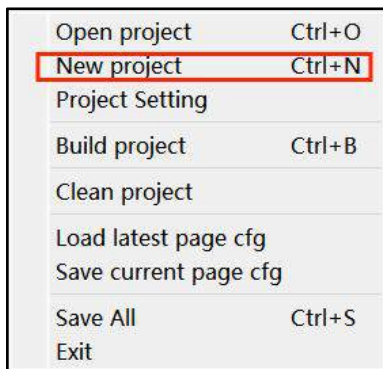 Open project Ctrl+O
New project Ctrl+N
Project Setting
Build project Ctrl+B
Clean project
Load latest page cfg
Save current page cfg
Save All Ctrl+S
Exit